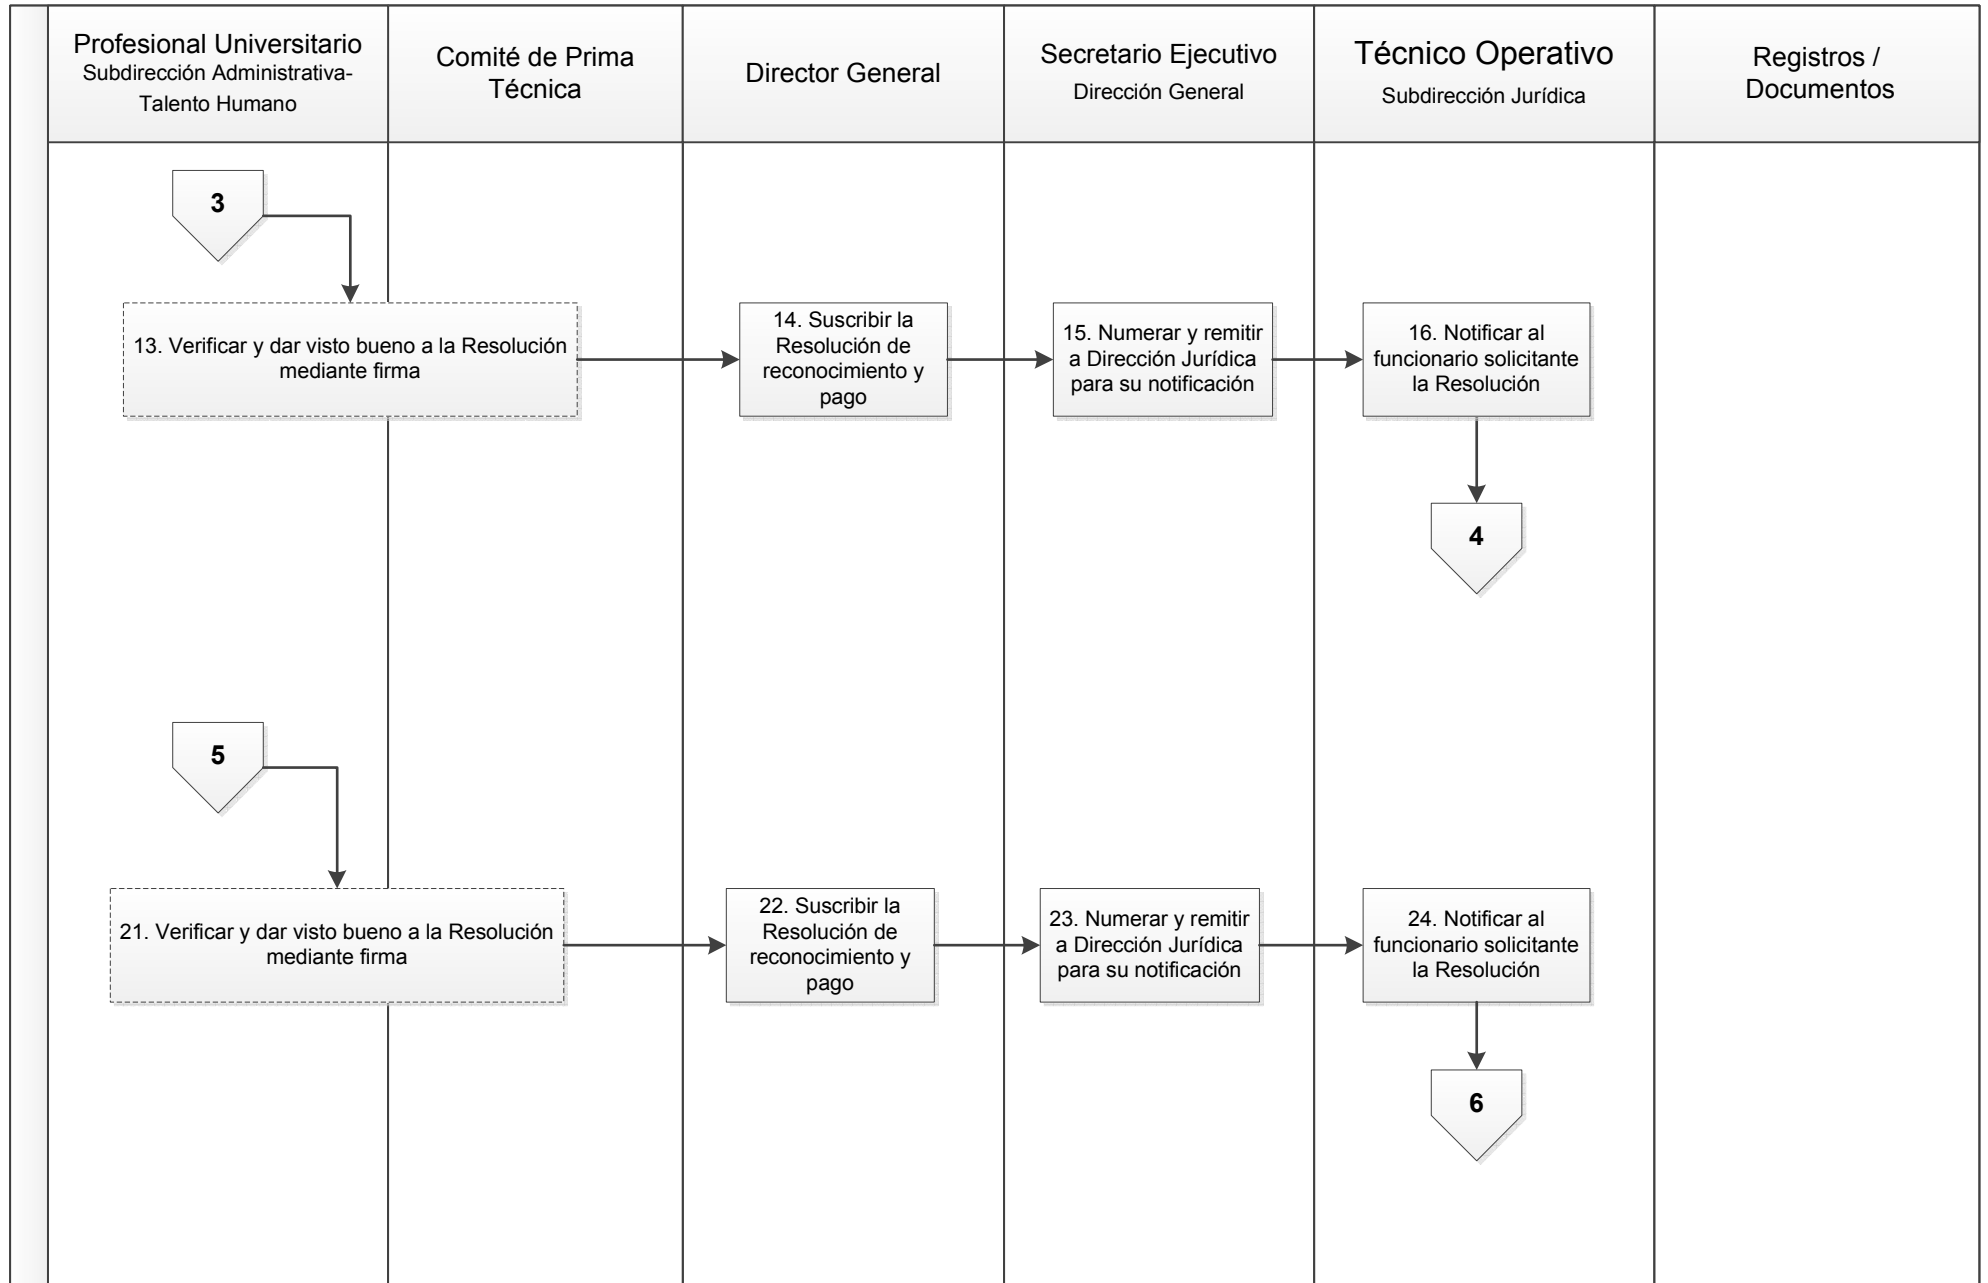 Profesional Universitario
Subdirección Administrativa-
Talento Humano
Comité de Prima
Técnica
Director General
Secretario Ejecutivo
Dirección General
Técnico Operativo
Subdirección Jurídica
Registros /
Documentos
3
13. Verificar y dar visto bueno a la Resolución
mediante firma
14. Suscribir la
Resolución de
reconocimiento y
pago
15. Numerar y remitir
a Dirección Jurídica
para su notificación
16. Notificar al
funcionario solicitante
la Resolución
4
5
21. Verificar y dar visto bueno a la Resolución
mediante firma
22. Suscribir la
Resolución de
reconocimiento y
pago
23. Numerar y remitir
a Dirección Jurídica
para su notificación
24. Notificar al
funcionario solicitante
la Resolución
6